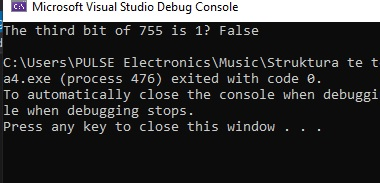 Microsoft Visual Studio Debug Console
The third bit of 755 is 1? False
C:\Users\PULSE Electronics\Music\Struktura te t
a4.exe (process 476) exited with code 0.
To automatically close the console when debuggi
le when debugging stops.
Press any key to close this window . . .